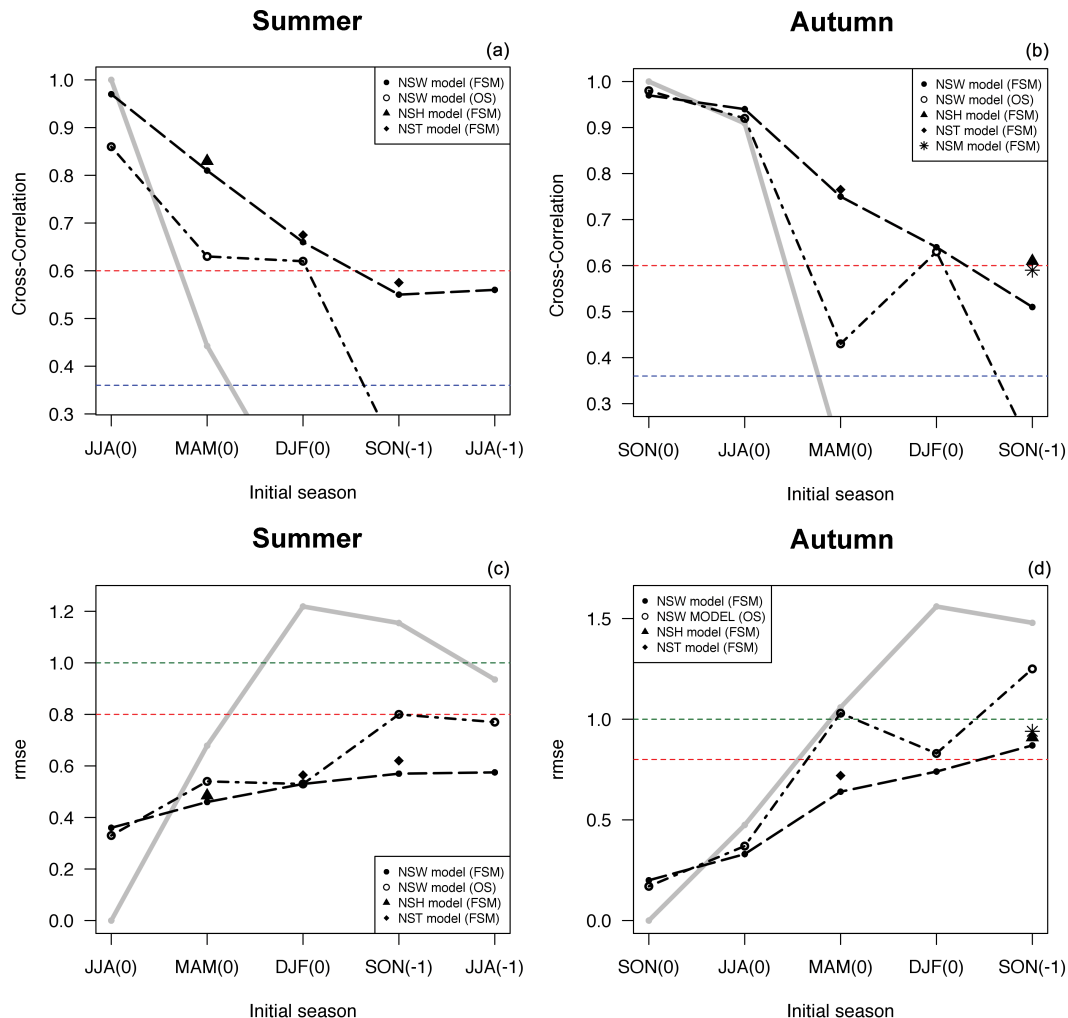 Summer
(a)
1.0
0.9
0.8
0.7
0.6
0.5
0.4
0.3
Cross-Correlation
NSW model (FSM)
NSW model (OS)
NSH model (FSM)
NST model (FSM)
JJA(0) MAM(0) DJF(0) SON(-1) JJA(-1)
Initial season
Autumn
(b)
1.0
0.9
0.8
0.7
0.6
0.5
0.4
0.3
Cross-Correlation
NSW model (FSM)
NSW model (OS)
NSH model (FSM)
NST model (FSM)
NSM model (FSM)
SON(0) JJA(0) MAM(0) DJF(0) SON(-1)
Initial season
Summer
(c)
1.2
1.0
0.8
0.6
0.4
0.2
0.0
rmse
NSW model (FSM)
NSW model (OS)
NSH model (FSM)
NST model (FSM)
JJA(0) MAM(0) DJF(0) SON(-1) JJA(-1)
Initial season
Autumn
(d)
1.5
1.0
0.5
0.0
rmse
NSW model (FSM)
NSW MODEL (OS)
NSH model (FSM)
NST model (FSM)
SON(0) JJA(0) MAM(0) DJF(0) SON(-1)
Initial season